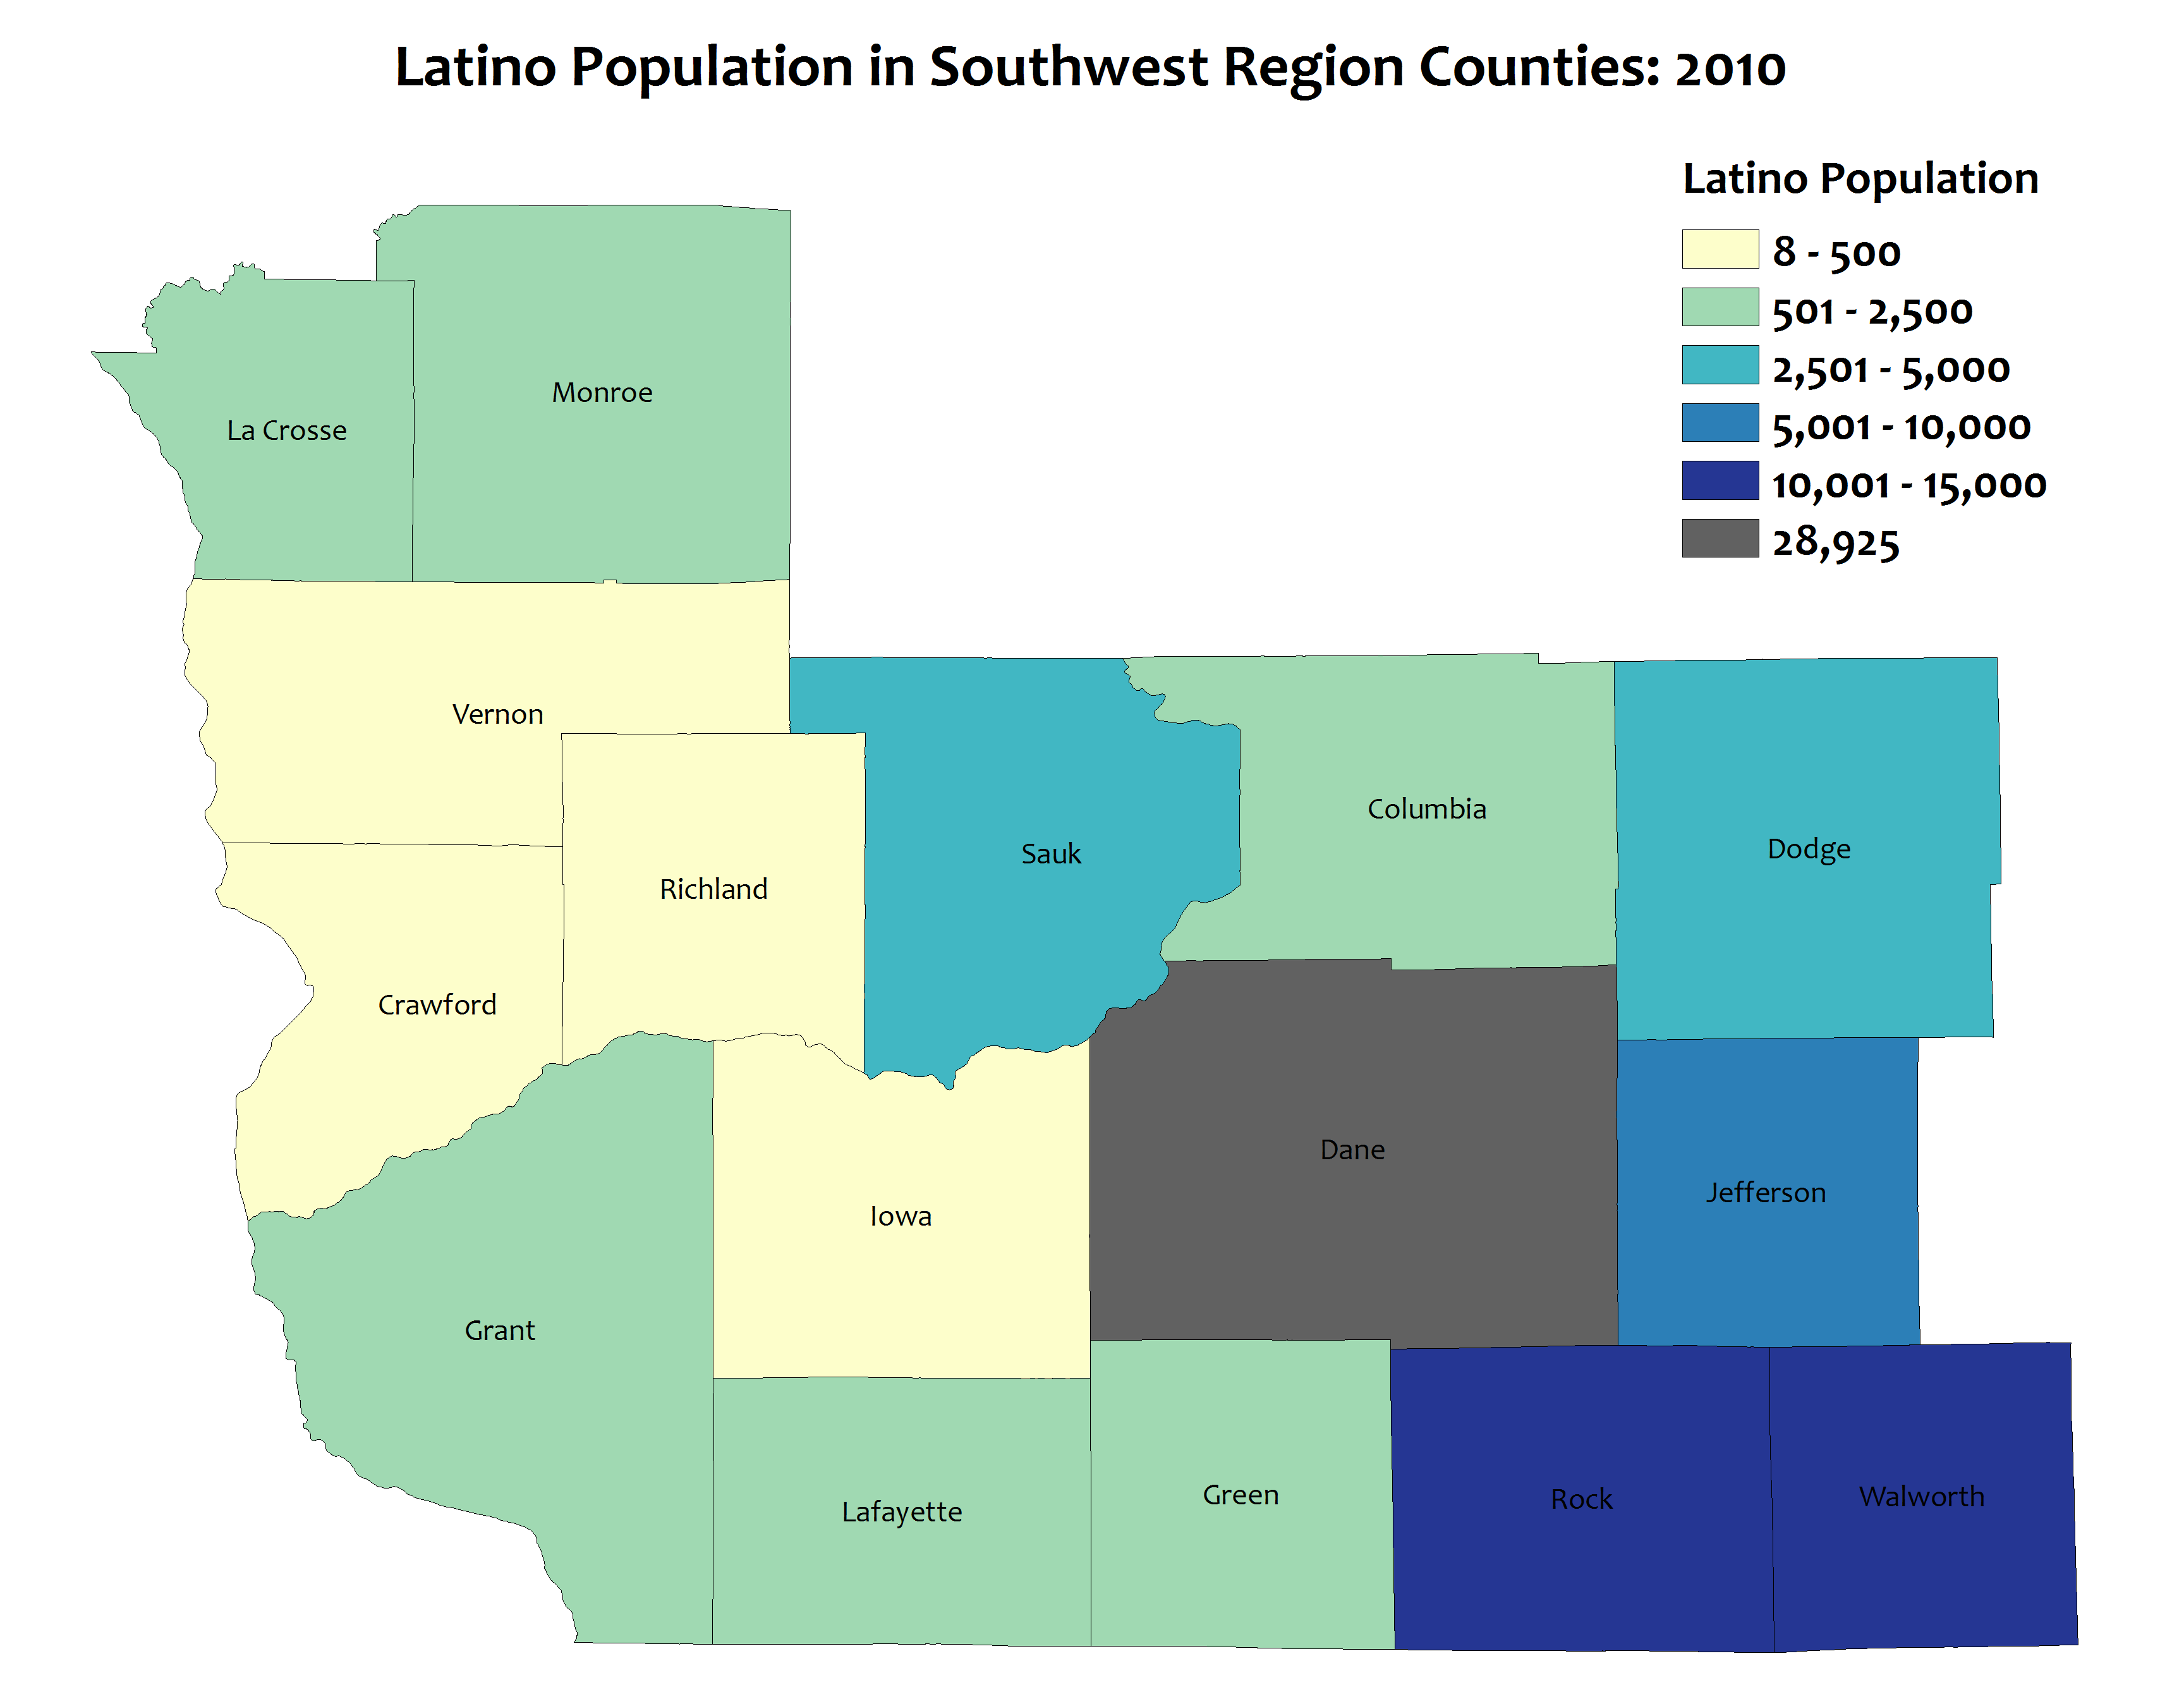 Latino Population in Southwest Region Counties: 2010
Latino Population
8 - 500
501 - 2,500
2,501 - 5,000
5,001 - 10,000
10,001 - 15,000
28,925
Monroe
La Crosse
Vernon
Columbia
Dodge
Sauk
Richland
Crawford
Dane
Jefferson
Iowa
Grant
Green
Walworth
Rock
Lafayette